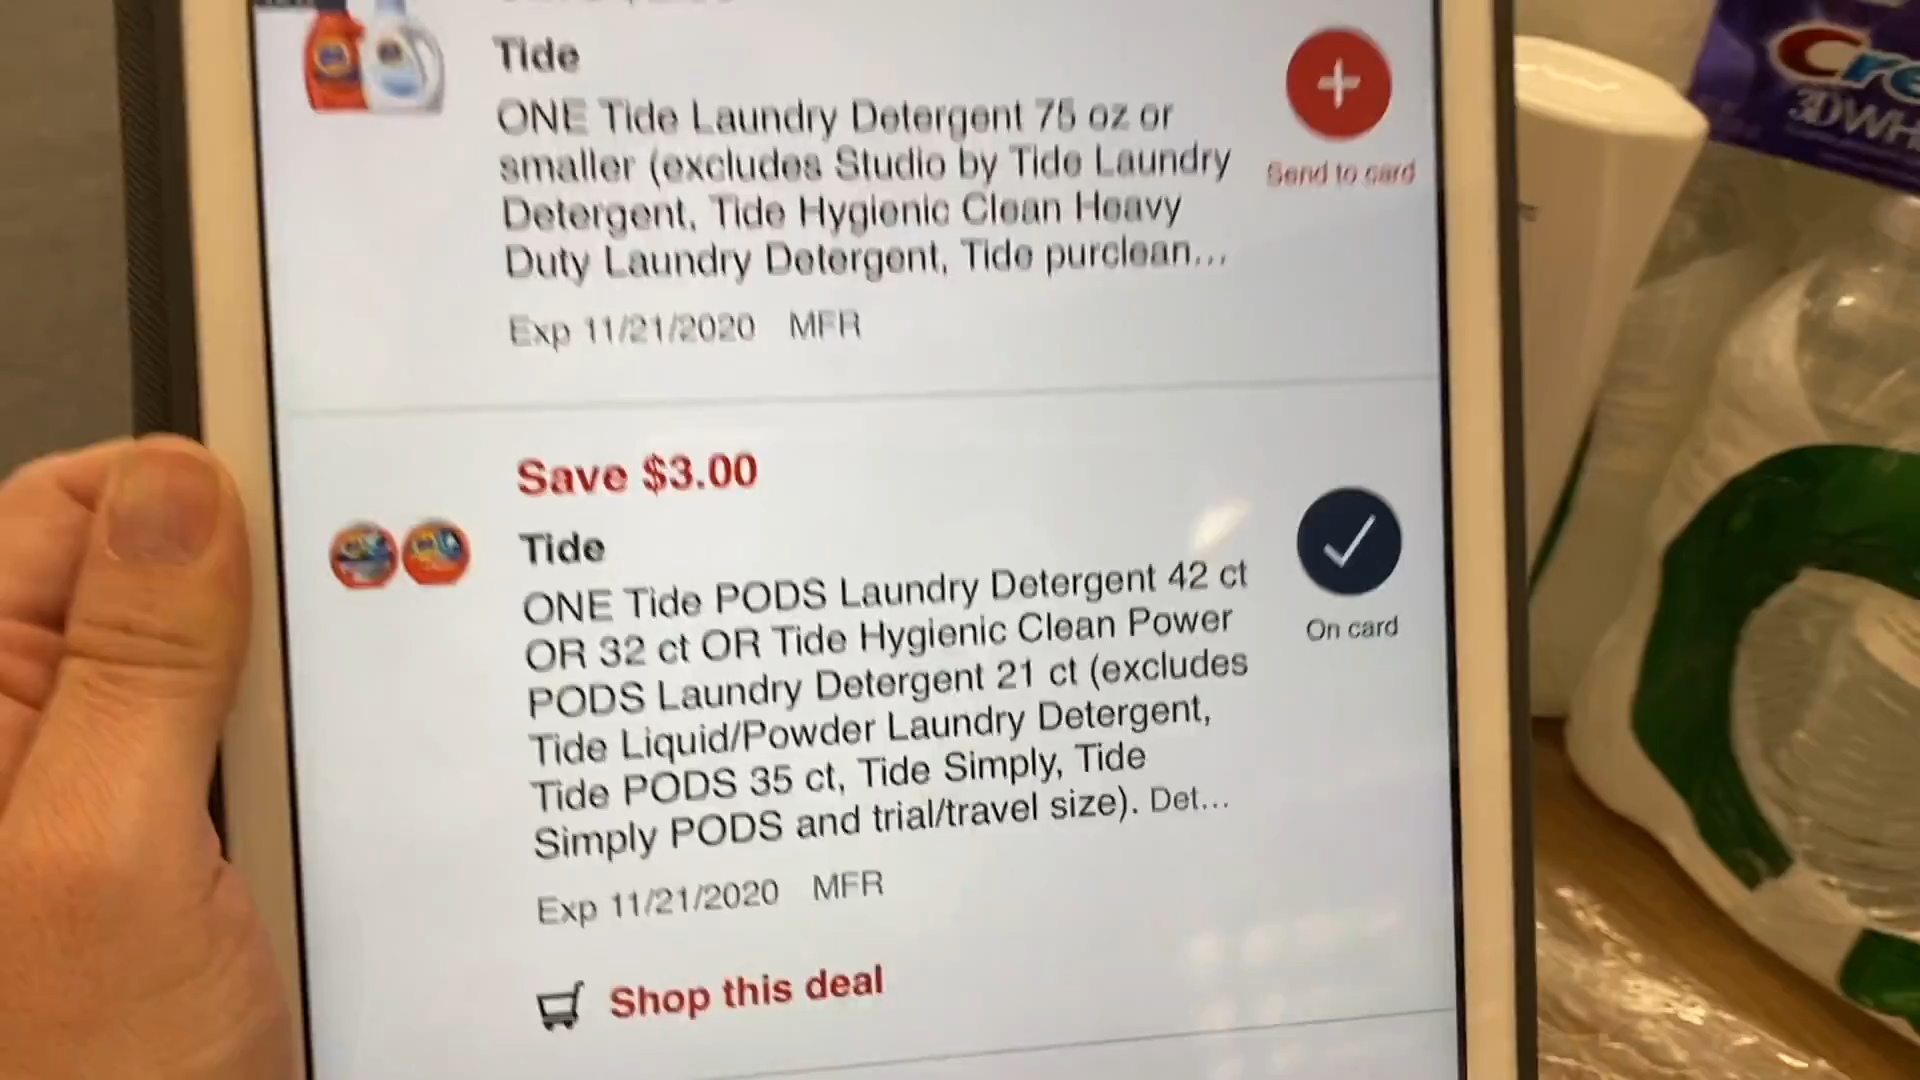 Tide
ONE Tide Laundry Detergent 75 oz or
smaller (excludes Studio by Tide Laundry
Detergent, Tide Hygienic Clean Heavy
Duty Laundry Detergent, Tide purclean...
Send to card
Exp 11/21/2020 MFR
Save $3.00
Tide
ONE Tide PODS Laundry Detergent 42 ct
OR 32 ct OR Tide Hygienic Clean Power
PODS Laundry Detergent 21 ct (excludes
Tide Liquid/Powder Laundry Detergent,
Tide PODS 35 ct, Tide Simply, Tide
Simply PODS and trial/travel size). Det...
On card
Exp 11/21/2020 MFR
Shop this deal
Cre
3DWH